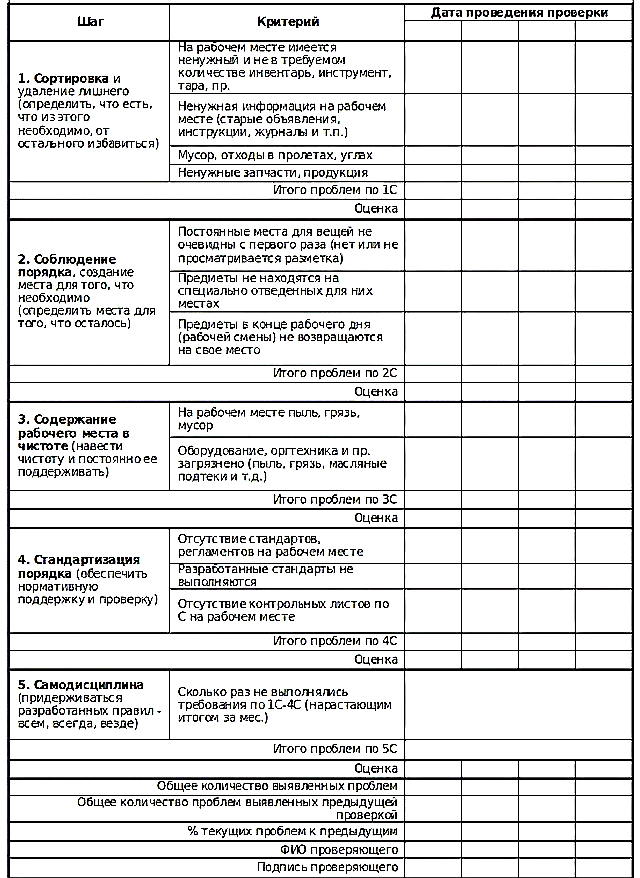 Шаг
Критерий
Дата проведения проверки
1. Сортировка и
удаление лишнего
(определить, что есть,
что из этого
необходимо, от
остального избавиться)
На рабочем месте имеется
ненужный и не в требуемом
количестве инвентарь, инструмент,
тара, пр.
Ненужная информация на рабочем
месте (старые объявления,
инструкции, журналы и т.п.)
Мусор, отходы в пролетах, углах
Ненужные запчасти, продукция
Итого проблем по 1С
Оценка
2. Соблюдение
порядка, создание
места для того, что
необходимо
(определить места для
того, что осталось)
Постоянные места для вещей не
очевидны с первого раза (нет или не
просматривается разметка)
Предметы не находятся на
специально отведенных для них
местах
Предметы в конце рабочего дня
(рабочей смены) не возвращаются
на свое место
Итого проблем по 2С
Оценка
3. Содержание
рабочего места в
чистоте (навести
чистоту и постоянно ее
поддерживать)
На рабочем месте пыль, грязь,
мусор
Оборудование, оргтехника и пр.
загрязнено (пыль, грязь, масляные
подтеки и т.д.)
Итого проблем по 3С
Оценка
4. Стандартизация
порядка (обеспечить
нормативную
поддержку и проверку)
Отсутствие стандартов,
регламентов на рабочем месте
Разработанные стандарты не
выполняются
Отсутствие контрольных листов по
С на рабочем месте
Итого проблем по 4С
Оценка
5. Самодисциплина
(придерживаться
разработанных правил -
всем, всегда, везде)
Сколько раз не выполнялись
требования по 1С-4С (нарастающим
итогом за мес.)
Итого проблем по 5С
Оценка
Общее количество выявленных проблем
Общее количество проблем выявленных предыдущей
проверкой
% текущих проблем к предыдущим
ФИО проверяющего
Подпись проверяющего